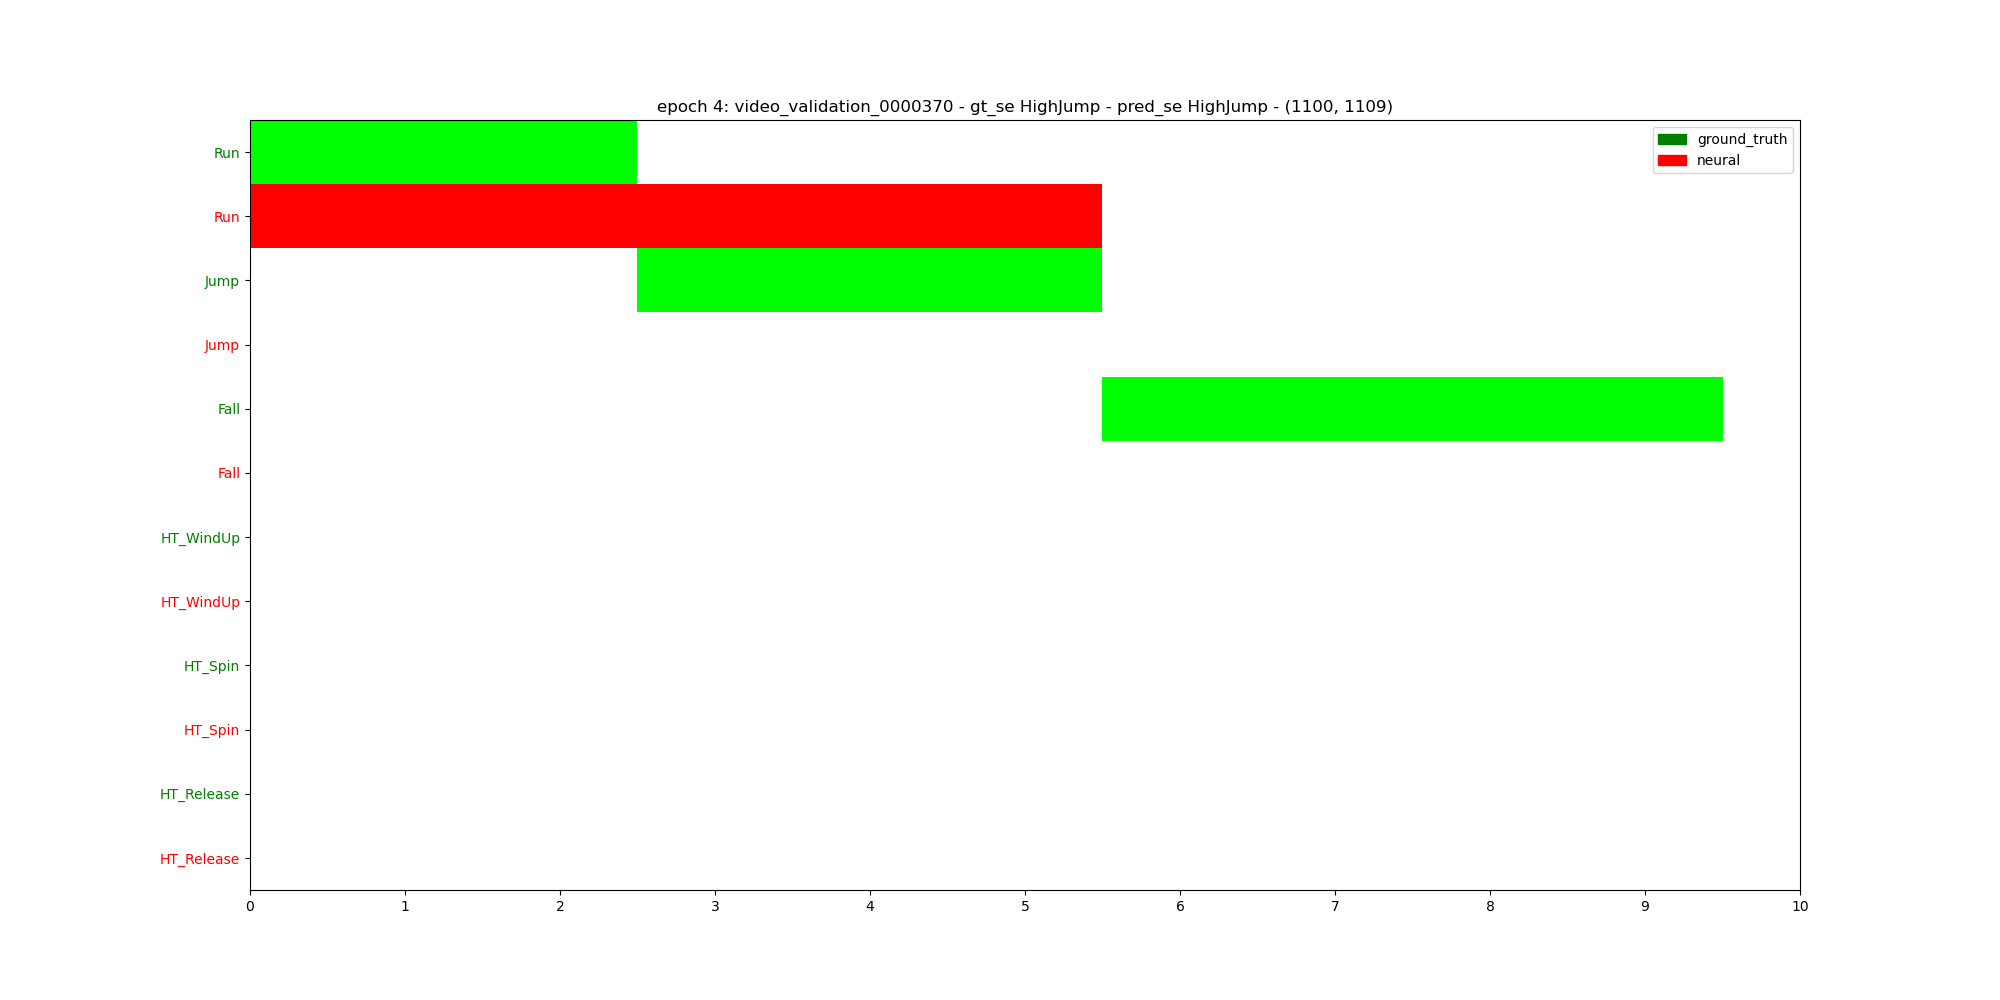 epoch 4: video_validation_0000370 - gt_se HighJump - pred_se HighJump - (1100, 1109)
ground_truth
neural
Run
Run
Jump
Jump
Fall
Fall
HT_WindUp
HT_WindUp
HT_Spin
HT_Spin
HT_Release
HT_Release
0 1 2 3 4 5 6 7 8 9 10